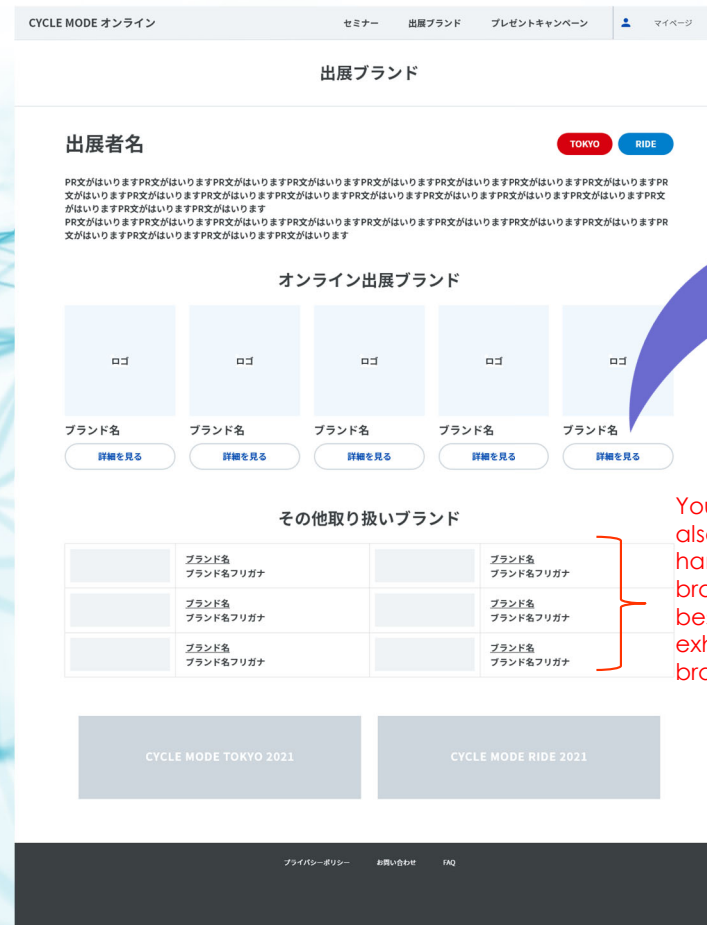 CYCLE MODE オンライン
セミナー 出展ブランド プレゼントキャンペーン マイページ
出展ブランド
出展者名
TOKYO RIDE
PR文がはいりますPR文がはいりますPR文がはいりますPR文がはいりますPR文がはいりますPR文がはいりますPR文がはいりますPR文がはいりますPR
文がはいりますPR文がはいりますPR文がはいりますPR文がはいりますPR文がはいりますPR文がはいりますPR文がはいりますPR文がはいりますPR文
がはいりますPR文がはいりますPR文がはいります
PR文がはいりますPR文がはいりますPR文がはいりますPR文がはいりますPR文がはいりますPR文がはいりますPR文がはいりますPR文がはいりますPR
文がはいりますPR文がはいりますPR文がはいりますPR文がはいります
オンライン出展ブランド
ロゴ ロゴ ロゴ ロゴ ロゴ
ブランド名 ブランド名 ブランド名 ブランド名 ブランド名
詳細を見る 詳細を見る 詳細を見る 詳細を見る 詳細を見る
その他取り扱いブランド
ブランド名 ブランド名
ブランド名フリガナ ブランド名フリガナ
ブランド名 ブランド名
ブランド名フリガナ ブランド名フリガナ
ブランド名 ブランド名
ブランド名フリガナ ブランド名フリガナ
be
CYCLE MODE TOKYO 2021 CYCLE MODE RIDE 2021
プライバシーポリシー お問い合わせ FAQ